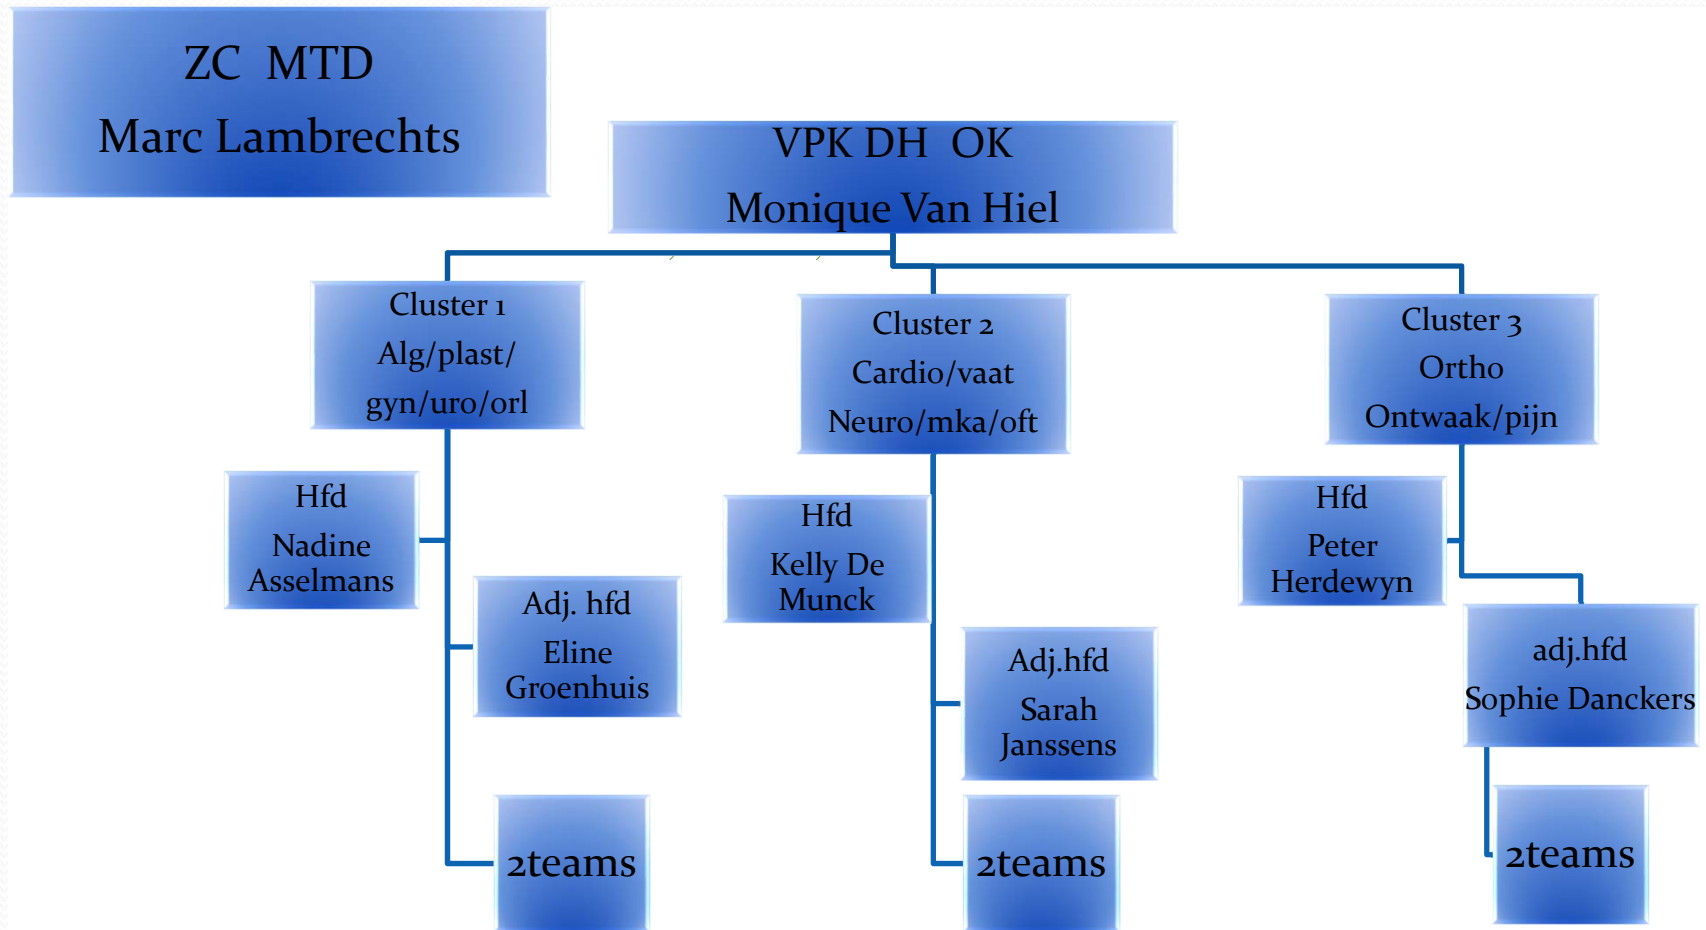 ZC MTD
Marc Lambrechts
VPK DH OK
Monique Van Hiel
Cluster 1
Alg/plast/
gyn/uro/orl
Cluster 2
Cardio/vaat
Neuro/mka/oft
Cluster 3
Ortho
Ontwaak/pijn
Hfd
Nadine
Asselmans
Adj. hfd
Eline
Groenhuis
2teams
Hfd
Kelly De
Munck
Adj.hfd
Sarah
Janssens
2teams
Hfd
Peter
Herdewyn
adj.hfd
Sophie Danckers
2teams